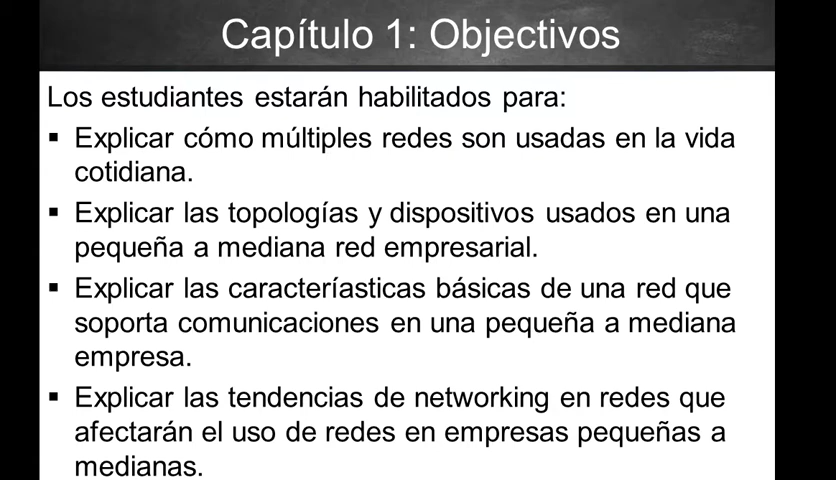 Capítulo 1: Objectivos
Los estudiantes estarán habilitados para:
▪ Explicar cómo múltiples redes son usadas en la vida
cotidiana.
▪ Explicar las topologías y dispositivos usados en una
pequeña a mediana red empresarial.
▪ Explicar las caracteríasticas básicas de una red que
soporta comunicaciones en una pequeña a mediana
empresa.
▪ Explicar las tendencias de networking en redes que
afectarán el uso de redes en empresas pequeñas a
medianas.